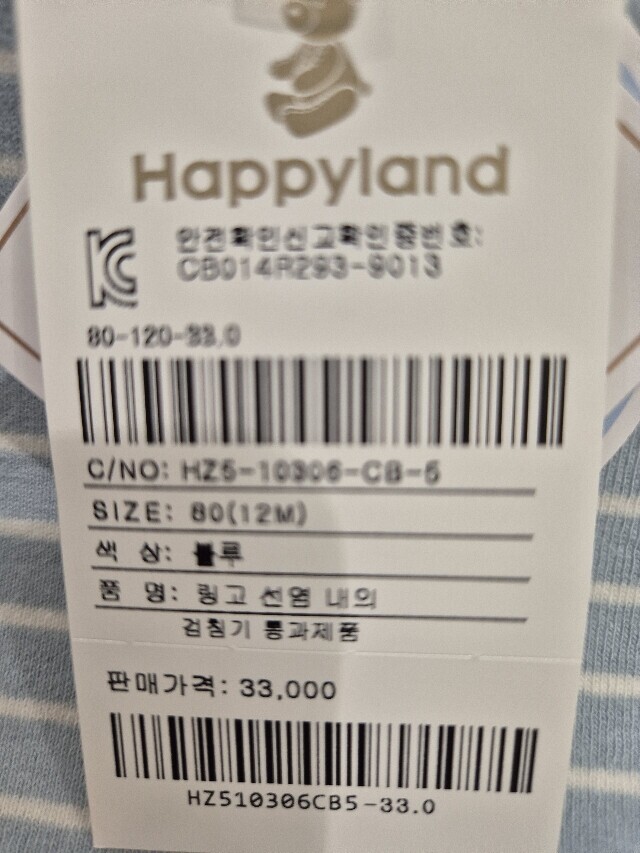 Happyland
안전확인신고확인증번호:
CB014R293-9013
80-120-33.0
C/NO: HZ5-10306-CB-5
SIZE: 80(12M)
색 상: 블루
품 명: 링고 선염 내의
검침기 통과제품
판매가격: 33,000
HZ510306CB5-33.0